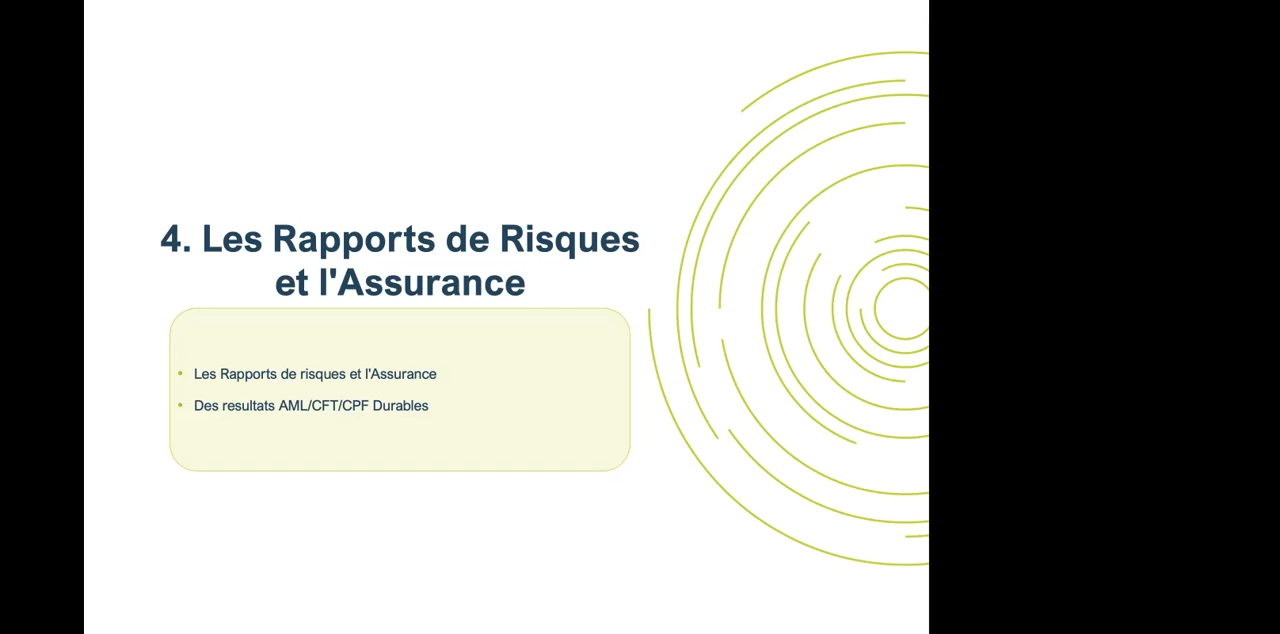 4. Les Rapports de Risques
et l'Assurance
• Les Rapports de risques et l'Assurance
• Des resultats AML/CFT/CPF Durables